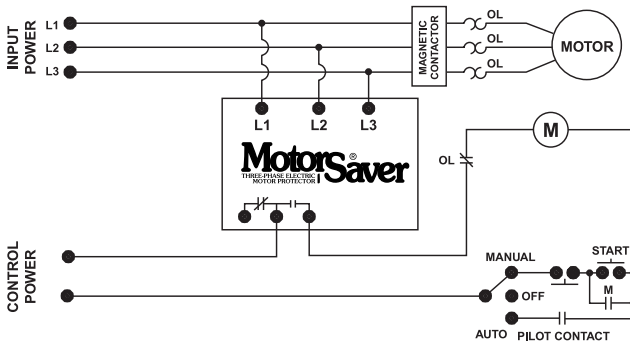 INPUT
POWER
L1
L2
L3
MAGNETIC
CONTACTOR
OL
OL
OL
MOTOR
L1 L2 L3
MotorSaver®
THREE-PHASE ELECTRIC
MOTOR PROTECTOR
OL
M
CONTROL
POWER
MANUAL
OFF
START
M
AUTO PILOT CONTACT